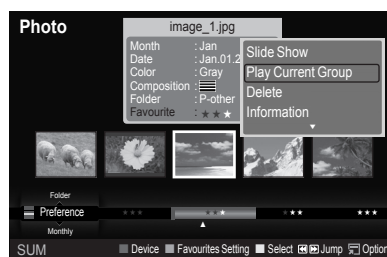 Photo
image_1.jpg
Month : Jan
Date : Jan.01.2
Color : Gray
Composition :
Folder : P-other
Favourite : ★ ★ ★
Slide Show
Play Current Group
Delete
Information
Folder
Preference ★★★ ★★★ ★★ ★★★
Monthly
SUM Device Favourites Setting Select Jump Option